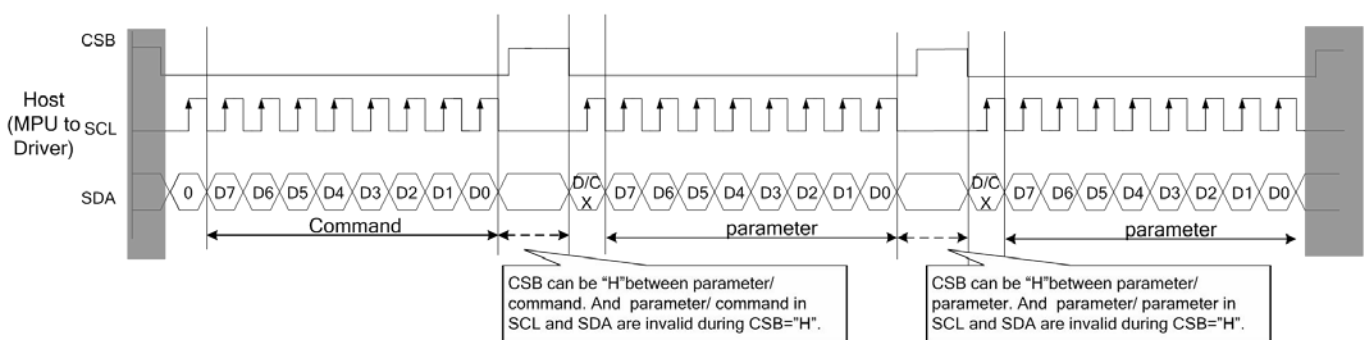 CSB
Host
(MPU to
Driver)
SCL
SDA
0 D7 D6 D5 D4 D3 D2 D1 D0
D/C
X
D7 D6 D5 D4 D3 D2 D1 D0
D/C
X
D7 D6 D5 D4 D3 D2 D1 D0
Command
parameter
parameter
CSB can be "H"between parameter/
command. And parameter/ command in
SCL and SDA are invalid during CSB="H".
CSB can be "H"between parameter/
parameter. And parameter/ parameter in
SCL and SDA are invalid during CSB="H".